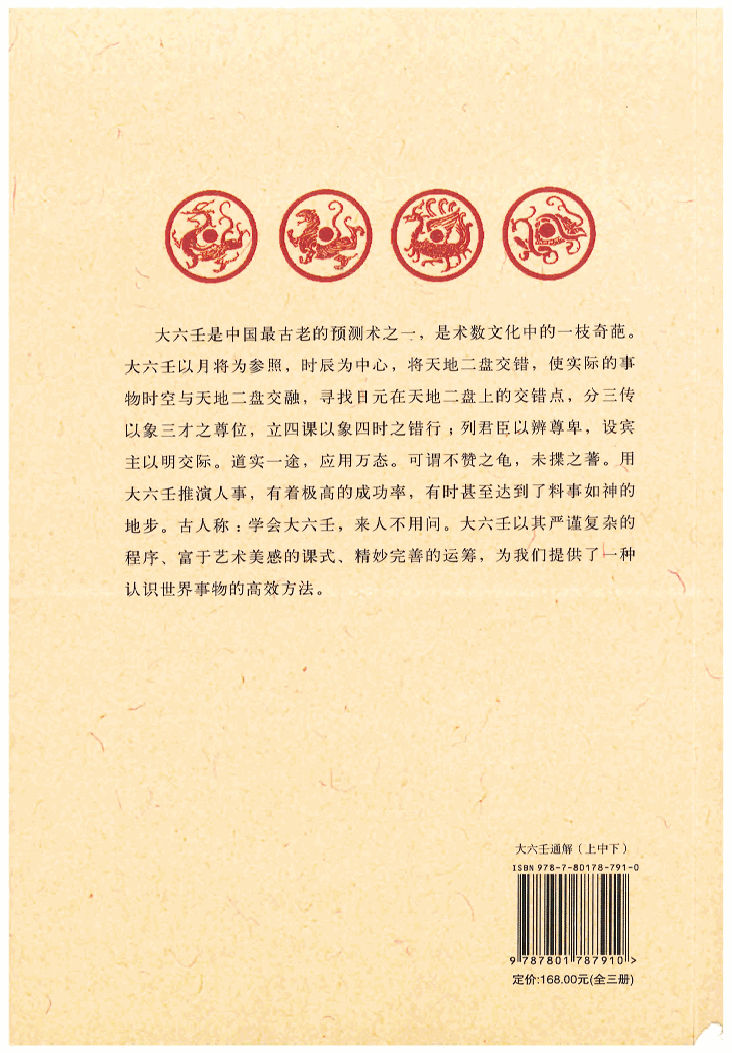 大六壬是中国最古老的预测术之一，是术数文化中的一枝奇葩。
大六壬以月将为参照，时辰为中心，将天地二盘交错，使实际的事
物时空与天地二盘交融，寻找日元在天地二盘上的交错点，分三传
以象三才之尊位，立四课以象四时之错行；列君臣以辨尊卑，设宾
主以明交际。道实一途，应用万态。可谓不赞之龟，未揲之蓍。用
大六壬推演人事，有着极高的成功率，有时甚至达到了料事如神的
地步。古人称：学会大六壬，来人不用问。大六壬以其严谨复杂的
程序、富于艺术美感的课式、精妙完善的运筹，为我们提供了一种
认识世界事物的高效方法。
大六壬通解（上中下）
ISBN 978-7-80178-791-0
9 787801 787910 >
定价:168.00元(全三册)